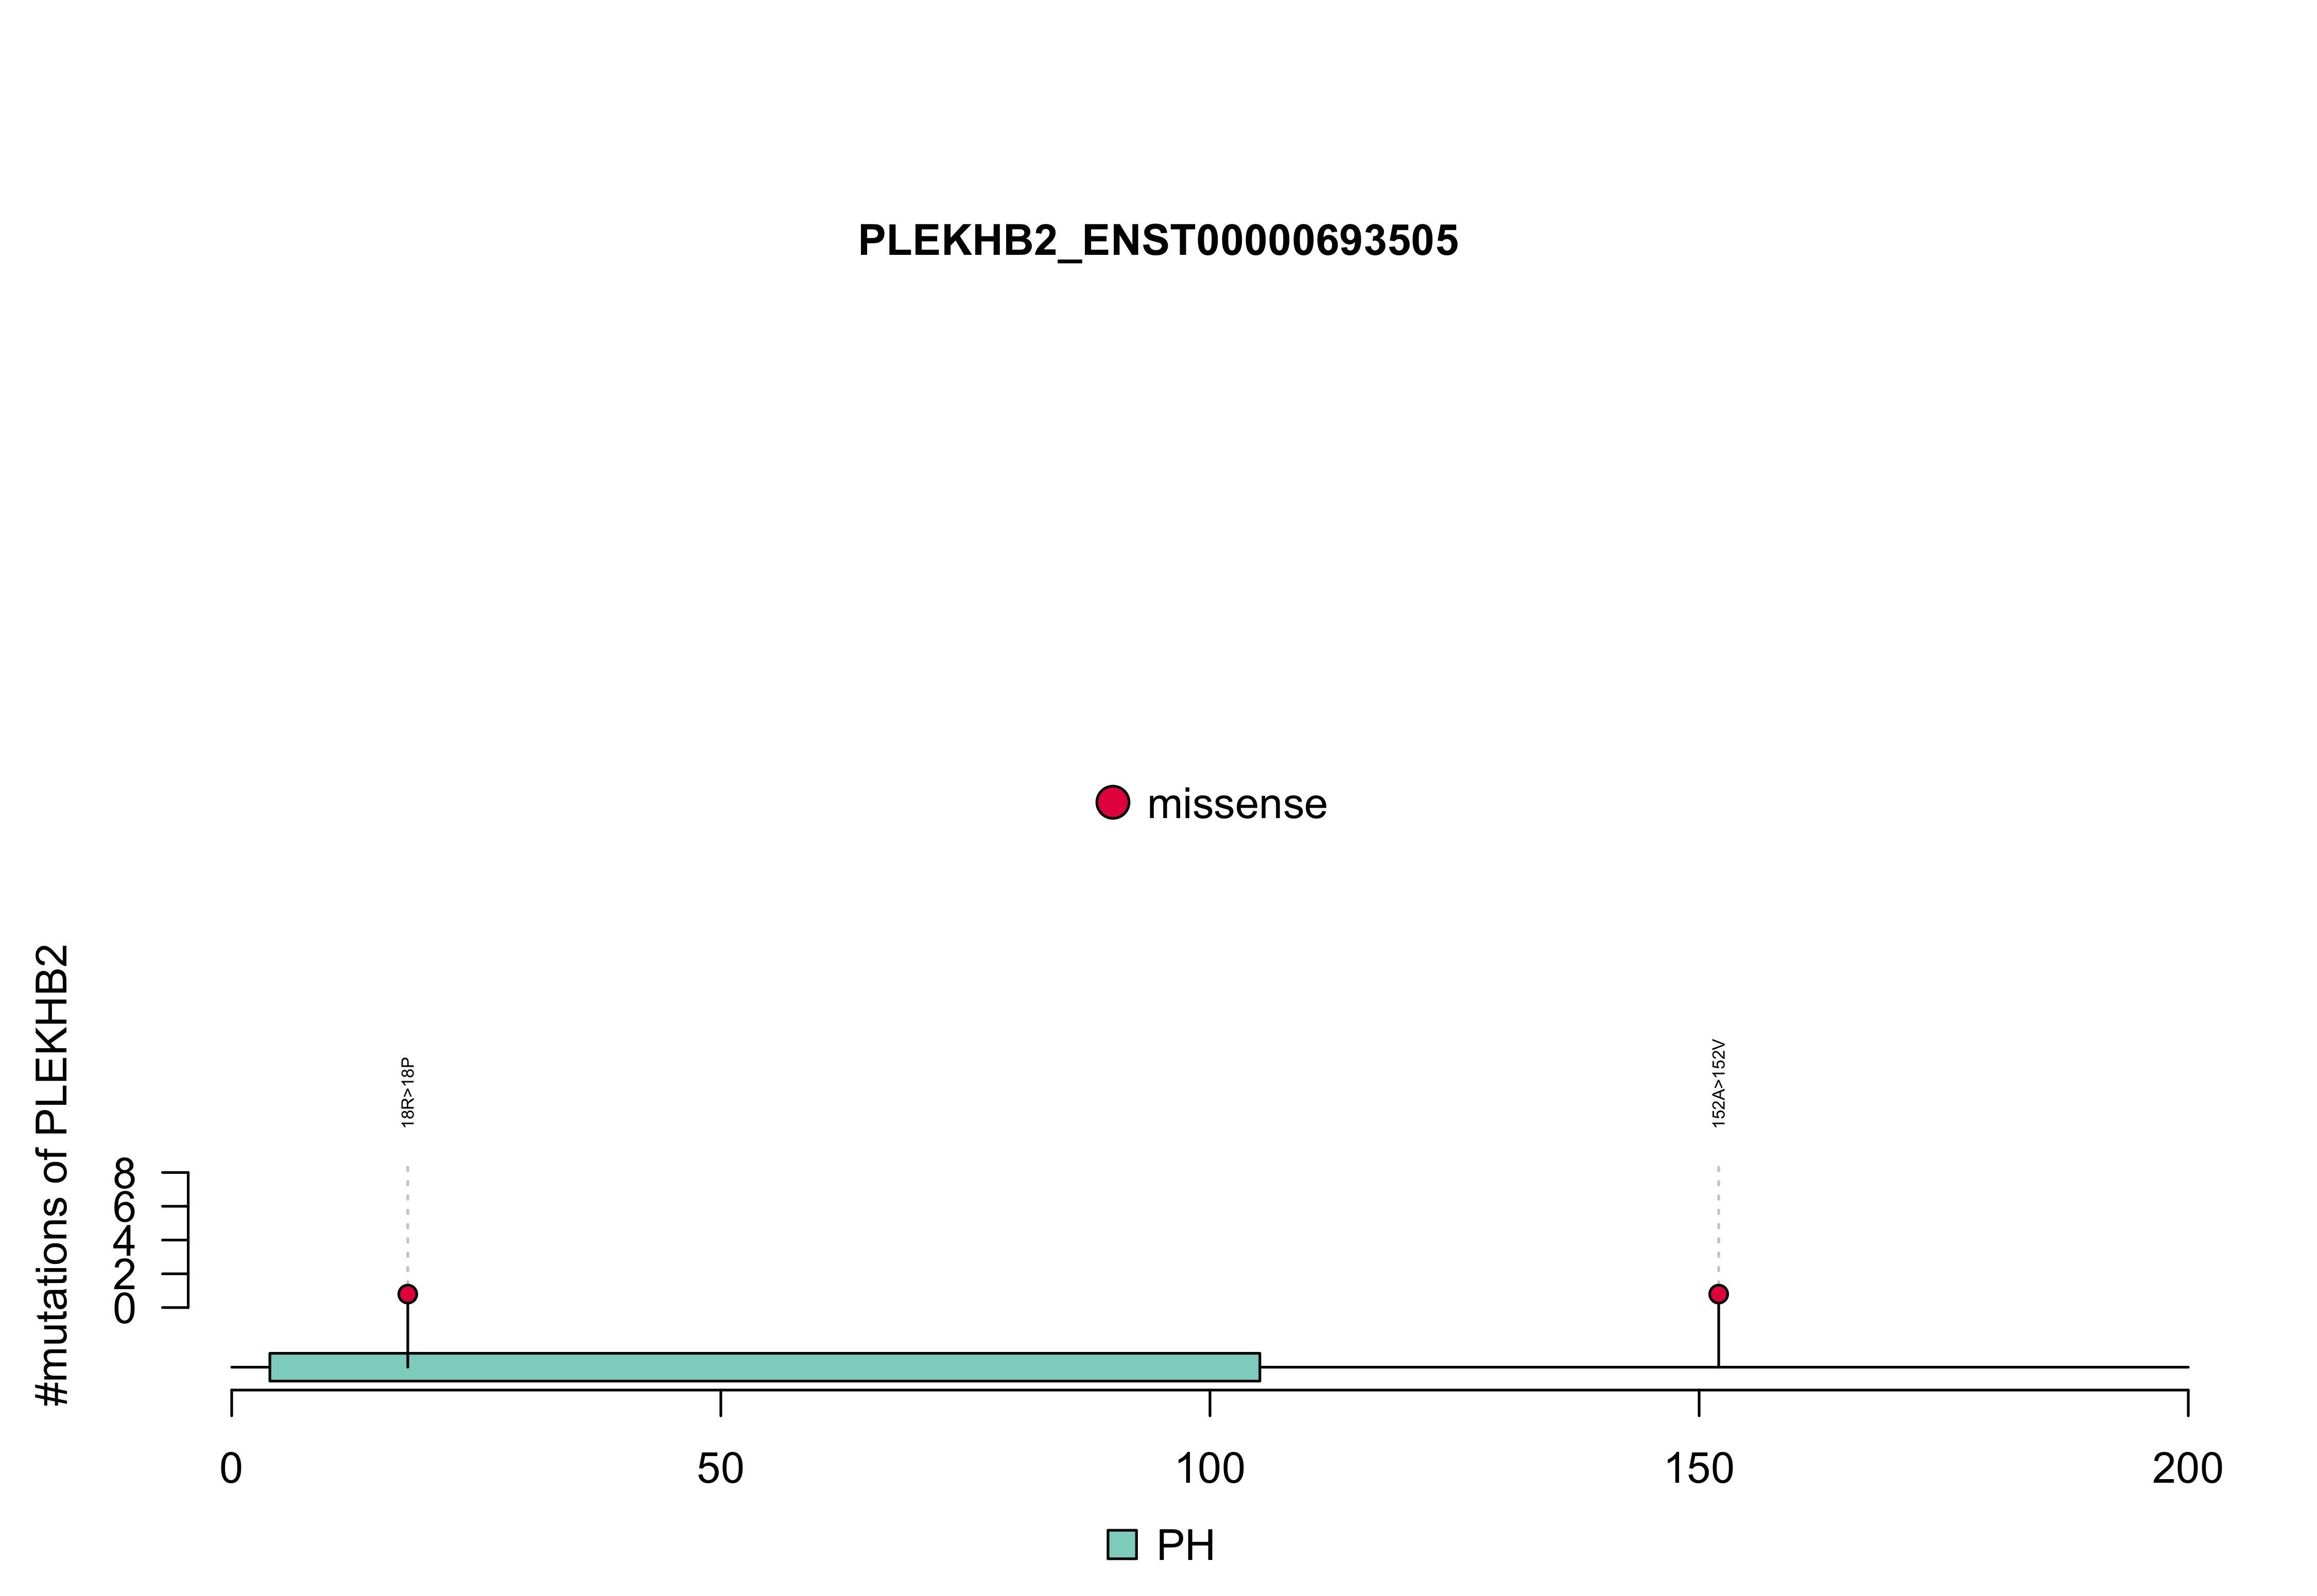 PLEKHB2_ENST00000693505
missense
#mutations of PLEKHB2
18R>18P
152A>152V
8
6
4
2
0
0 50 100 150 200
PH